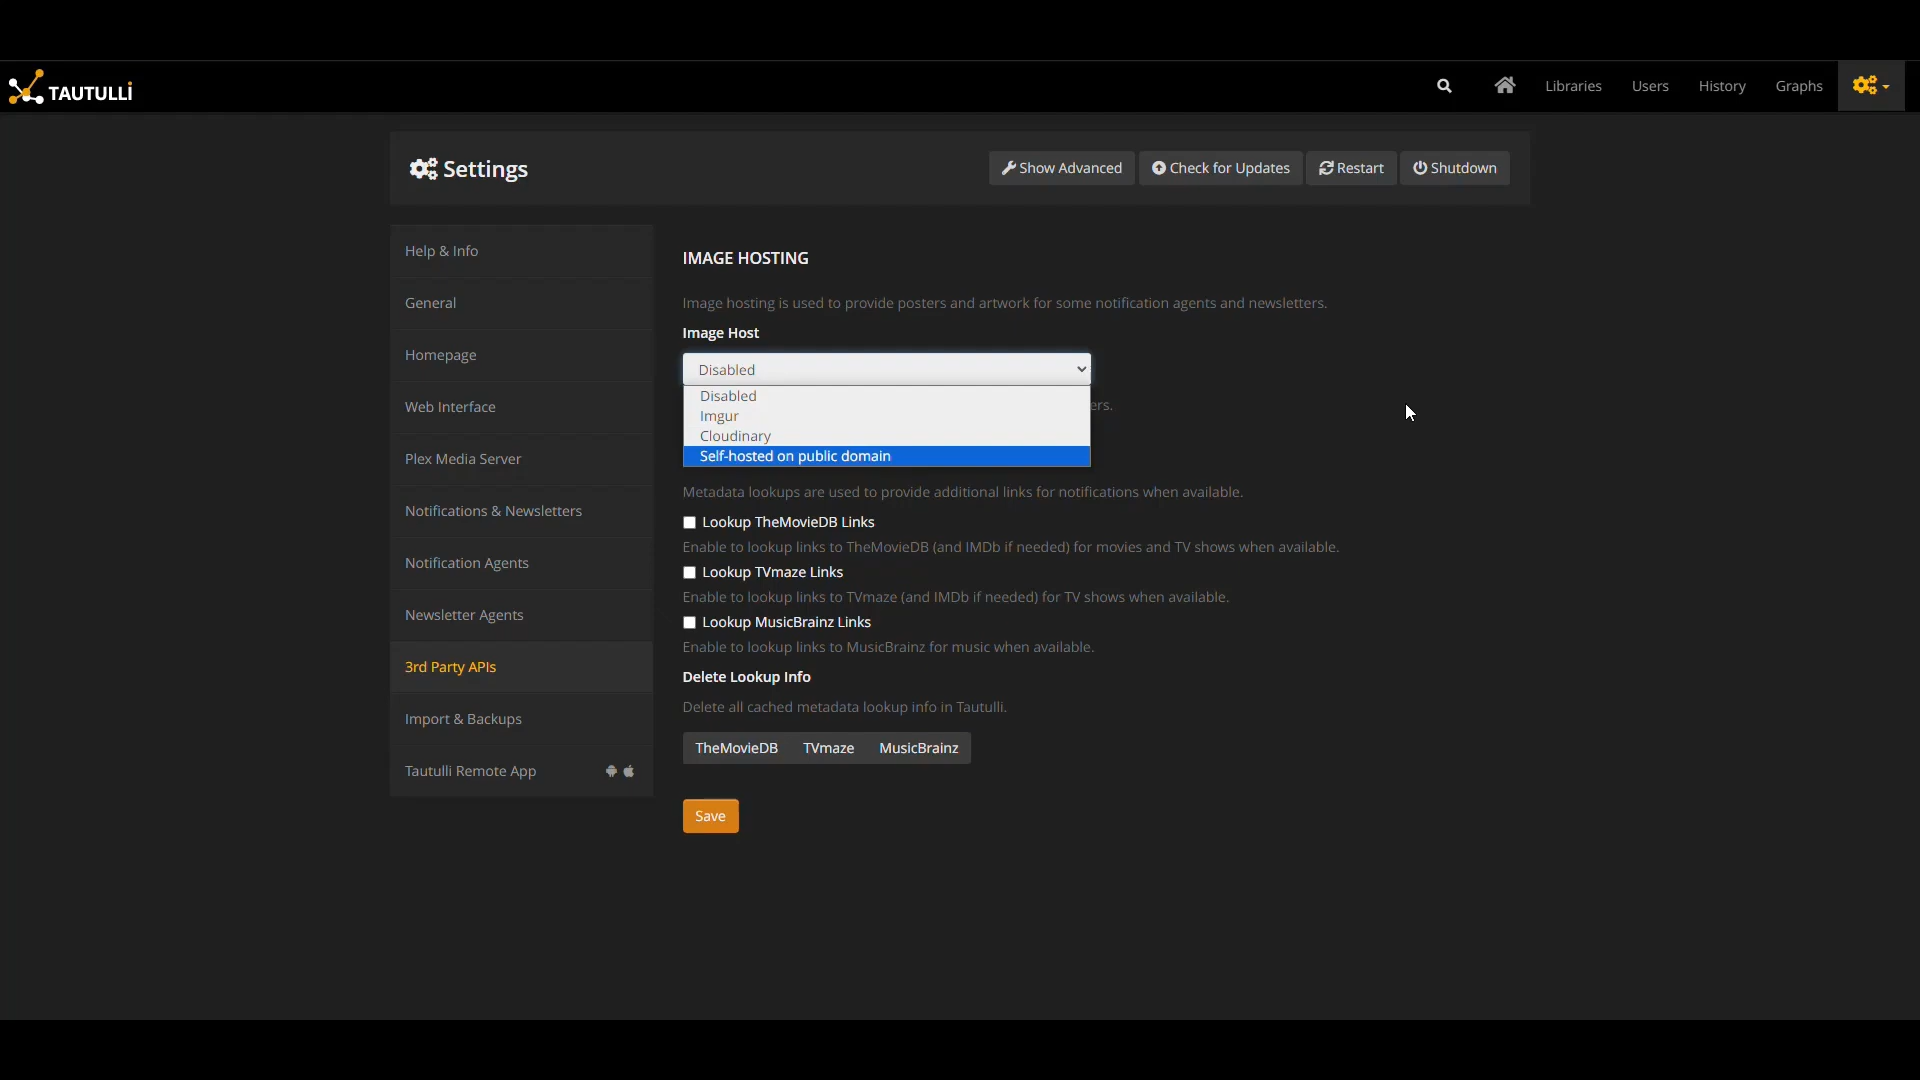 TAUTULLI
Libraries
Users
History
Graphs
Settings
Show Advanced
Check for Updates
Restart
Shutdown
Help & Info
General
Homepage
Web Interface
Plex Media Server
Notifications & Newsletters
Notification Agents
Newsletter Agents
3rd Party APIs
Import & Backups
Tautulli Remote App
IMAGE HOSTING
Image hosting is used to provide posters and artwork for some notification agents and newsletters.
Image Host
Disabled
Disabled
Imgur
Cloudinary
Self-hosted on public domain
ers.
Metadata lookups are used to provide additional links for notifications when available.
Lookup TheMovieDB Links
Enable to lookup links to TheMovieDB (and IMDb if needed) for movies and TV shows when available.
Lookup TVmaze Links
Enable to lookup links to TVmaze (and IMDb if needed) for TV shows when available.
Lookup MusicBrainz Links
Enable to lookup links to MusicBrainz for music when available.
Delete Lookup Info
Delete all cached metadata lookup info in Tautulli.
TheMovieDB TVmaze MusicBrainz
Save